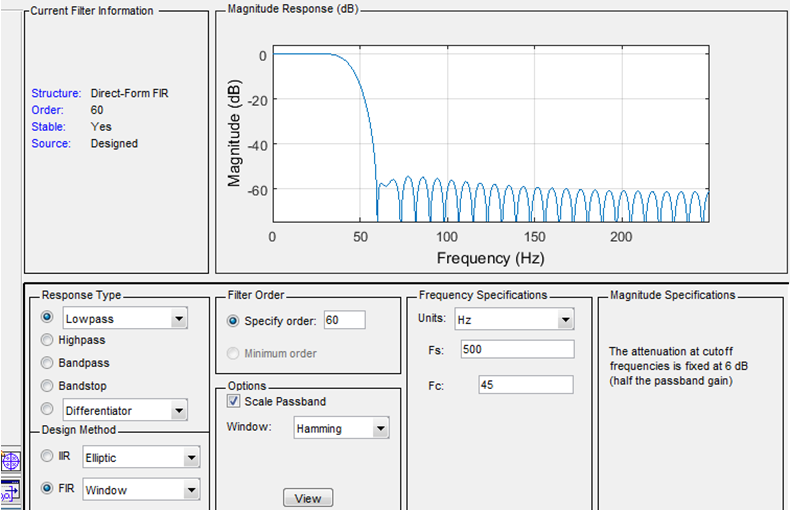 Current Filter Information
Structure: Direct-Form FIR
Order: 60
Stable: Yes
Source: Designed
Magnitude Response (dB)
0
-20
-40
-60
Magnitude (dB)
0 50 100 150 200
Frequency (Hz)
Response Type
Lowpass
Highpass
Bandpass
Bandstop
Differentiator
Design Method
IIR Elliptic
FIR Window
Filter Order
Specify order: 60
Minimum order
Options
Scale Passband
Window: Hamming
View
Frequency Specifications
Units: Hz
Fs: 500
Fc: 45
Magnitude Specifications
The attenuation at cutoff
frequencies is fixed at 6 dB
(half the passband gain)